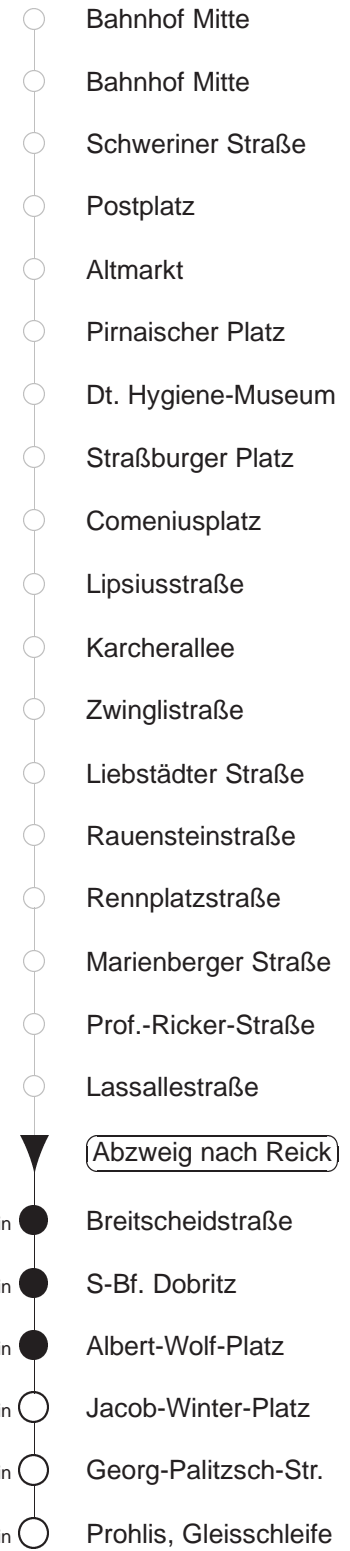 Bahnhof Mitte
Bahnhof Mitte
Schweriner Straße
Postplatz
Altmarkt
Pirnaischer Platz
Dt. Hygiene-Museum
Straßburger Platz
Comeniusplatz
Lipsiusstraße
Karcherallee
Zwinglistraße
Liebstädter Straße
Rauensteinstraße
Rennplatzstraße
Marienberger Straße
Prof.-Ricker-Straße
Lassallestraße
Abzweig nach Reick
Breitscheidstraße
S-Bf. Dobritz
Albert-Wolf-Platz
Jacob-Winter-Platz
Georg-Palitzsch-Str.
Prohlis, Gleisschleife